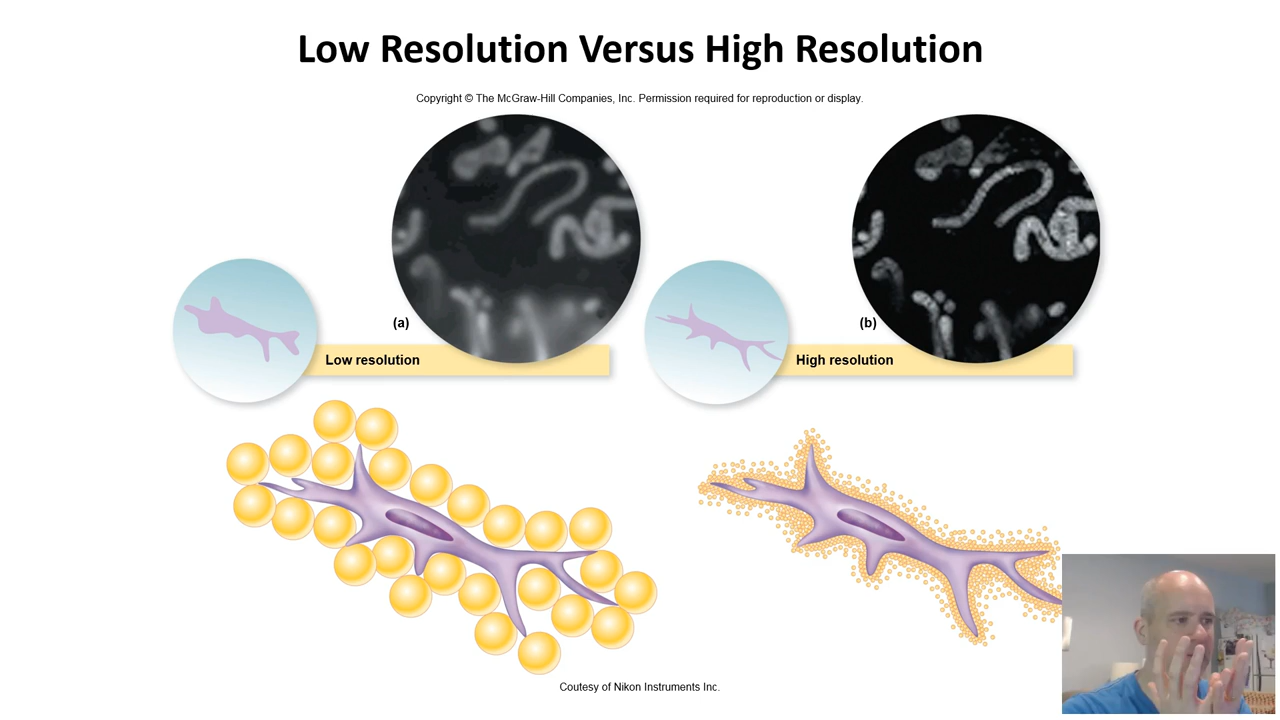 Low Resolution Versus High Resolution
Copyright © The McGraw-Hill Companies, Inc. Permission required for reproduction or display.
(a)
Low resolution
(b)
High resolution
Coutesy of Nikon Instruments Inc.